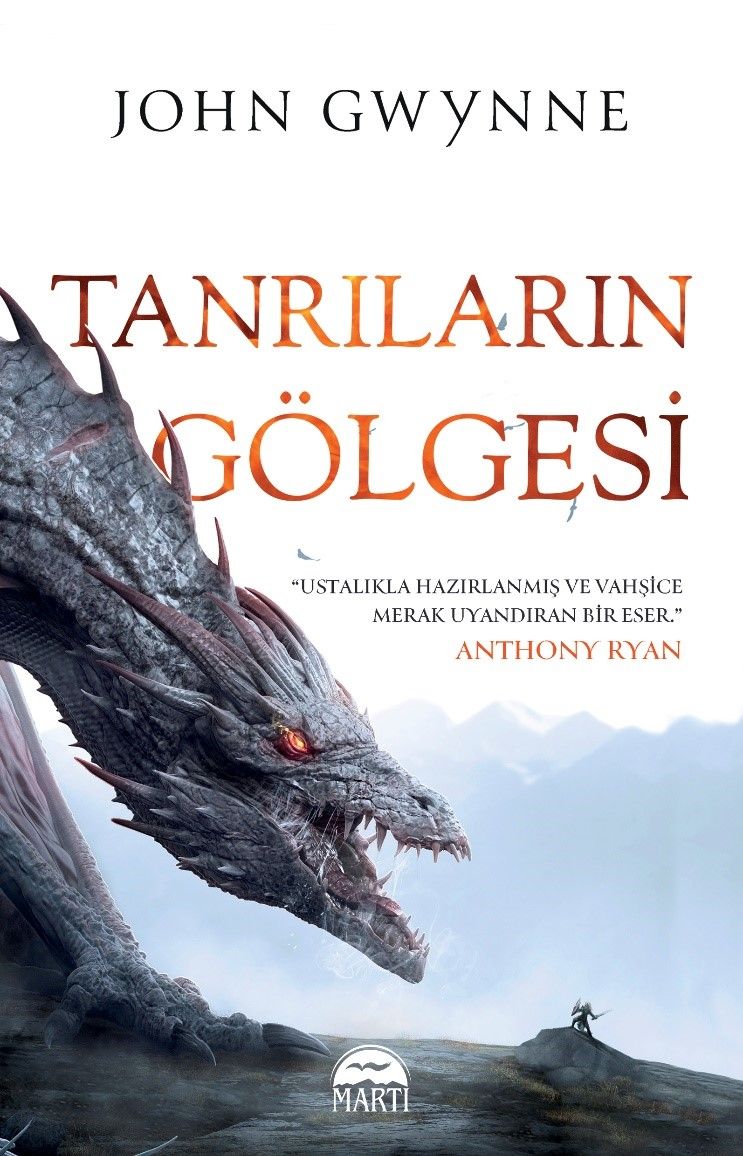 JOHN GWYNNE
TANRILARIN
GÖLGESİ
“USTALIKLA HAZIRLANMIŞ VE VAHŞİCE
MERAK UYANDIRAN BİR ESER.”
ANTHONY RYAN
MARTI